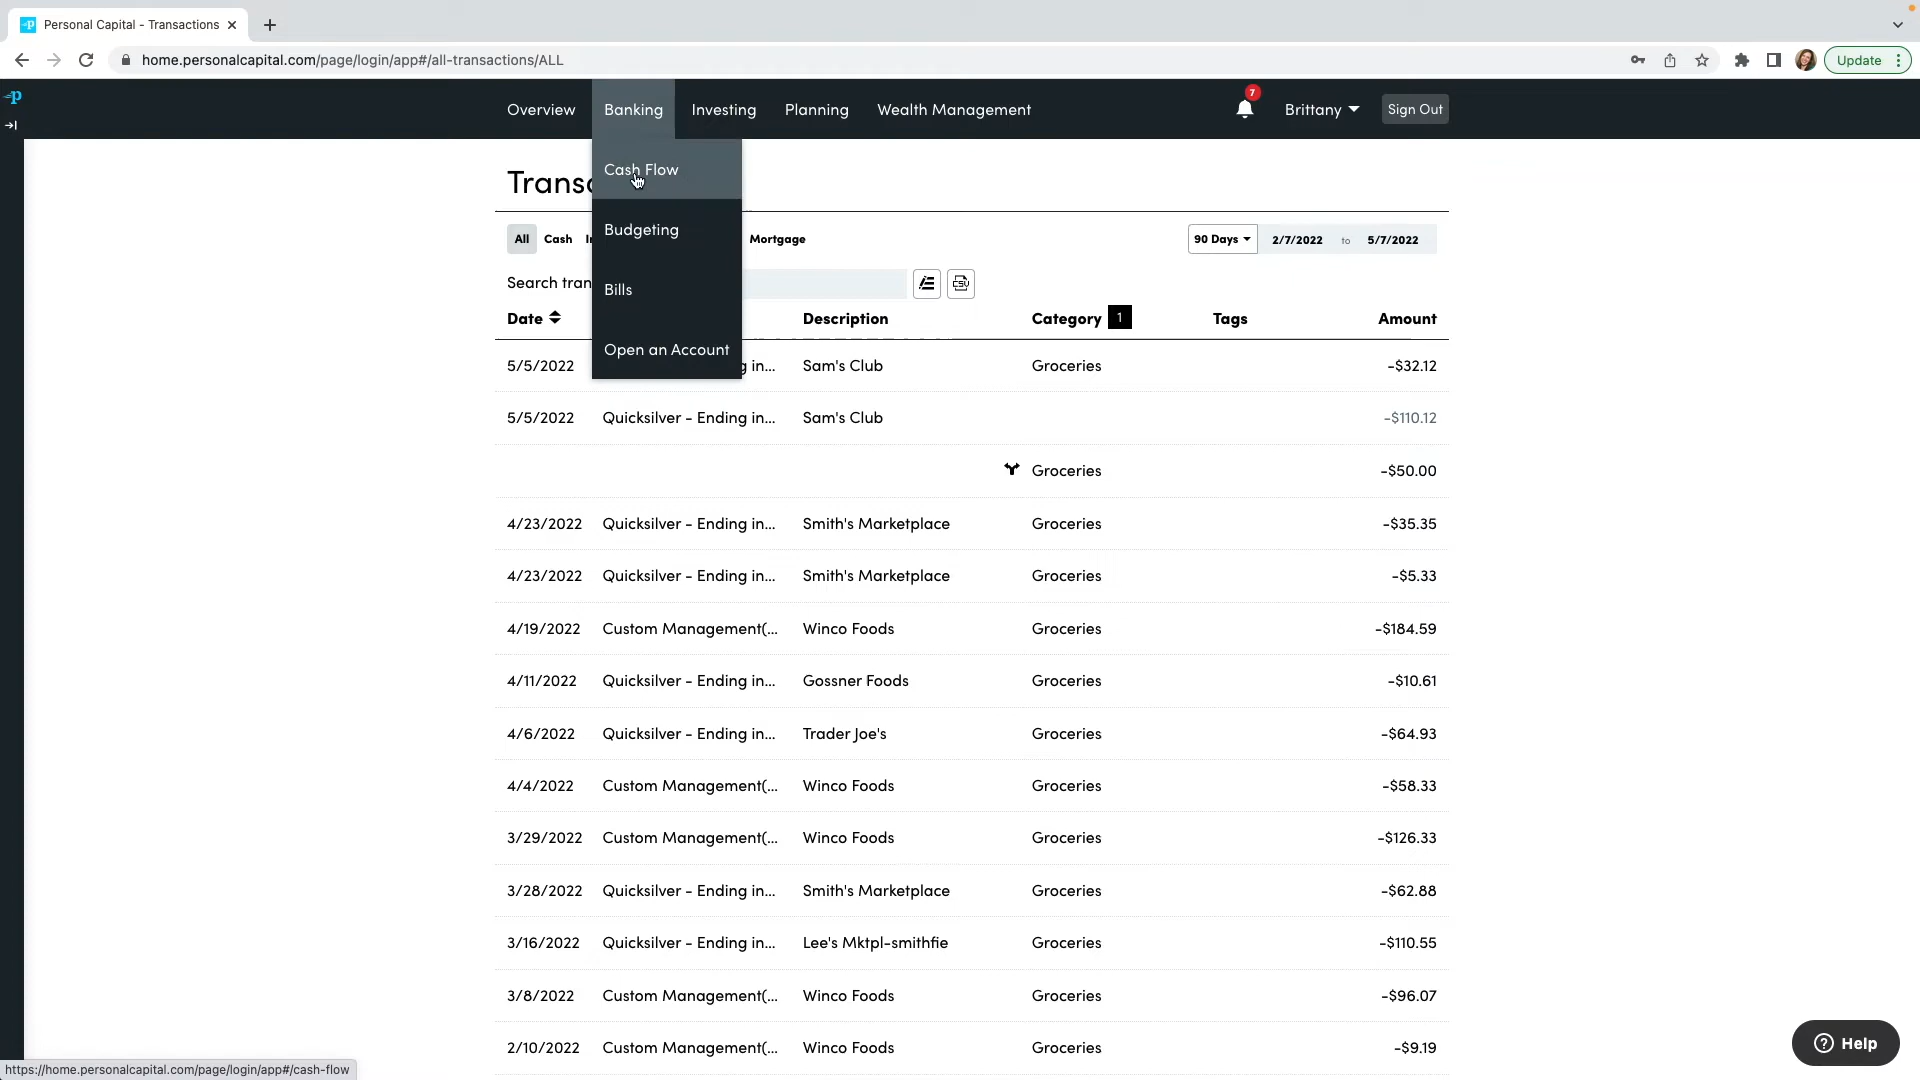 Personal Capital - Transactions
home.personalcapital.com/page/login/app#/all-transactions/ALL
Update
Overview Banking Investing Planning Wealth Management 7 Brittany Sign Out
Cash Flow
Budgeting
Bills
Open an Account
All Cash Mortgage 90 Days 2/7/2022 to 5/7/2022
Search CSV
Date Description Category 1 Tags Amount
5/5/2022 in... Sam's Club Groceries -$32.12
5/5/2022 Quicksilver - Ending in... Sam's Club -$110.12
Groceries -$50.00
4/23/2022 Quicksilver - Ending in... Smith's Marketplace Groceries -$35.35
4/23/2022 Quicksilver - Ending in... Smith's Marketplace Groceries -$5.33
4/19/2022 Custom Management(... Winco Foods Groceries -$184.59
4/11/2022 Quicksilver - Ending in... Gossner Foods Groceries -$10.61
4/6/2022 Quicksilver - Ending in... Trader Joe's Groceries -$64.93
4/4/2022 Custom Management(... Winco Foods Groceries -$58.33
3/29/2022 Custom Management(... Winco Foods Groceries -$126.33
3/28/2022 Quicksilver - Ending in... Smith's Marketplace Groceries -$62.88
3/16/2022 Quicksilver - Ending in... Lee's Mktpl-smithfie Groceries -$110.55
3/8/2022 Custom Management(... Winco Foods Groceries -$96.07
2/10/2022 Custom Management(... Winco Foods Groceries -$9.19
Help
https://home.personalcapital.com/page/login/app#/cash-flow